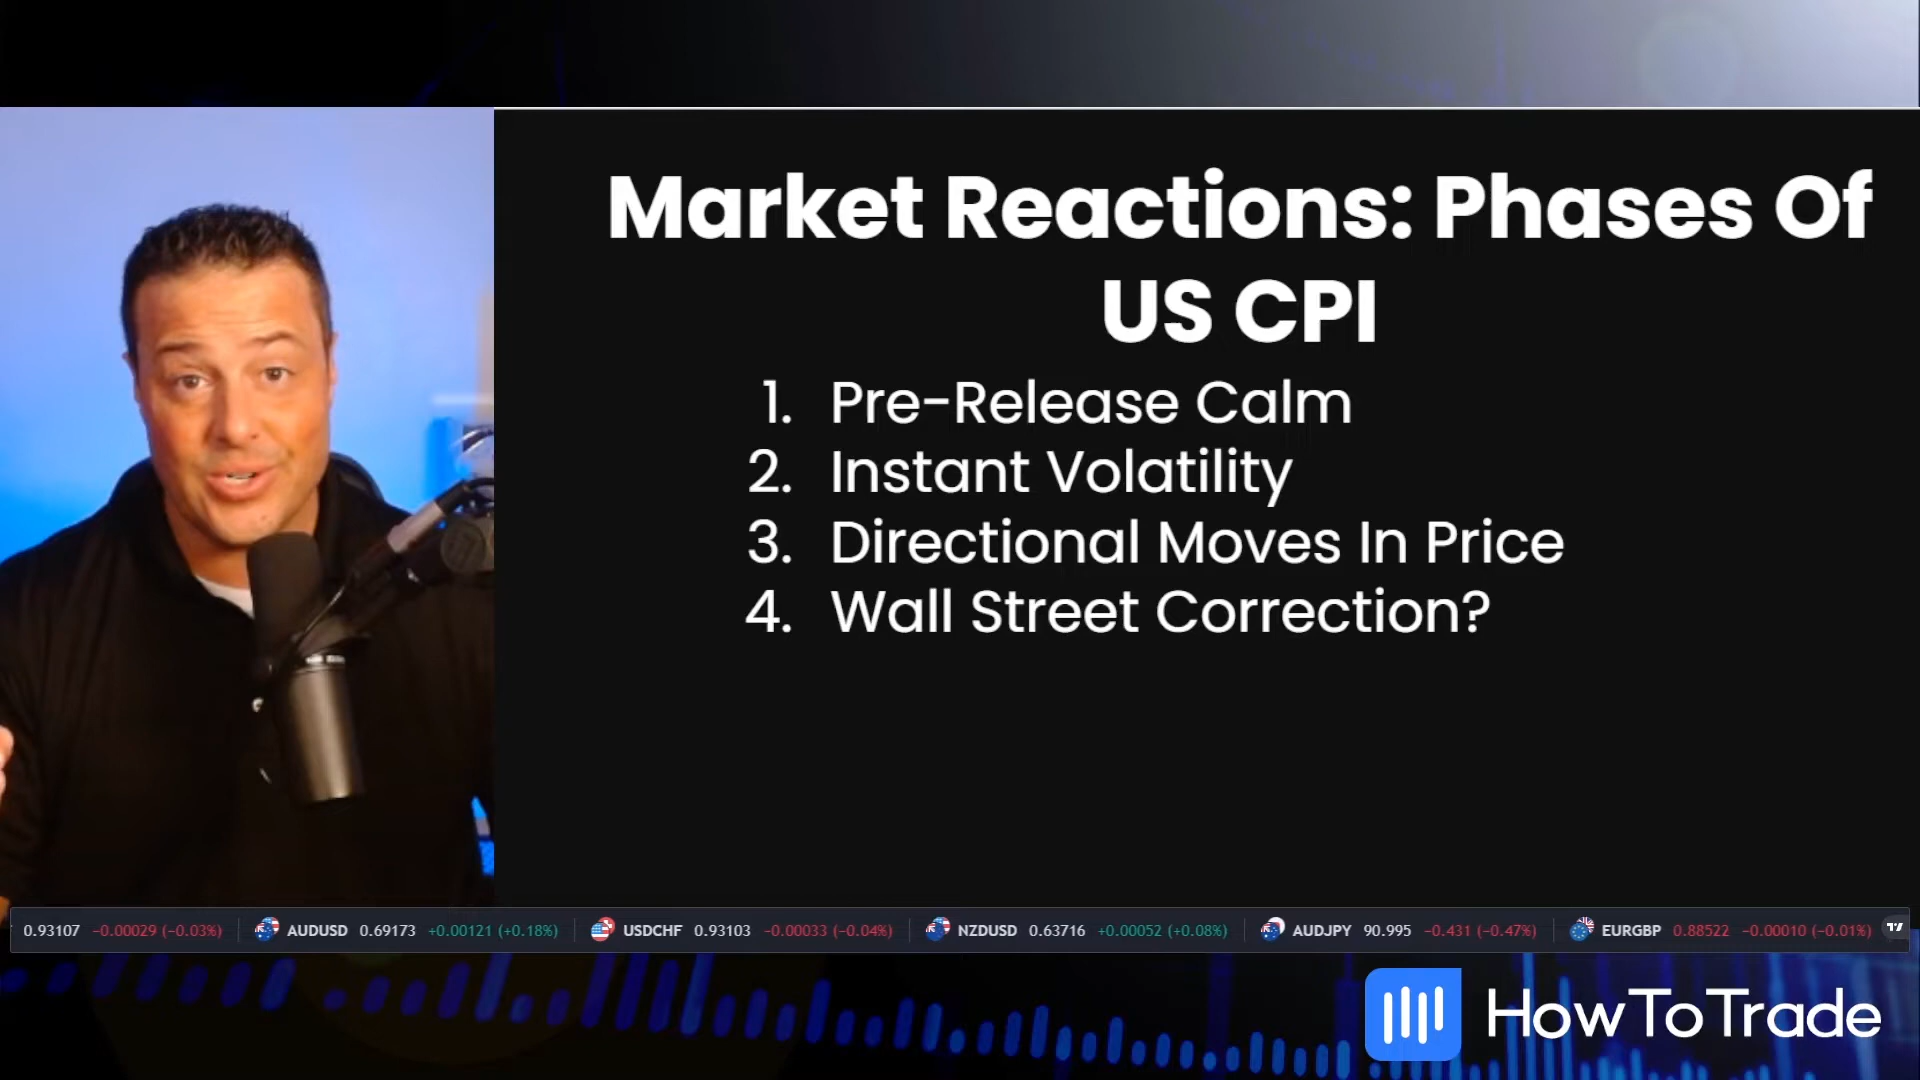 Market Reactions: Phases Of
US CPI
1. Pre-Release Calm
2. Instant Volatility
3. Directional Moves In Price
4. Wall Street Correction?
0.93107 −0.00029 (−0.03%) AUDUSD 0.69173 +0.00121 (+0.18%) USDCHF 0.93103 −0.00033 (−0.04%) NZDUSD 0.63716 +0.00052 (+0.08%) AUDJPY 90.995 −0.431 (−0.47%) EURGBP 0.88522 −0.00010 (−0.01%)
HowToTrade